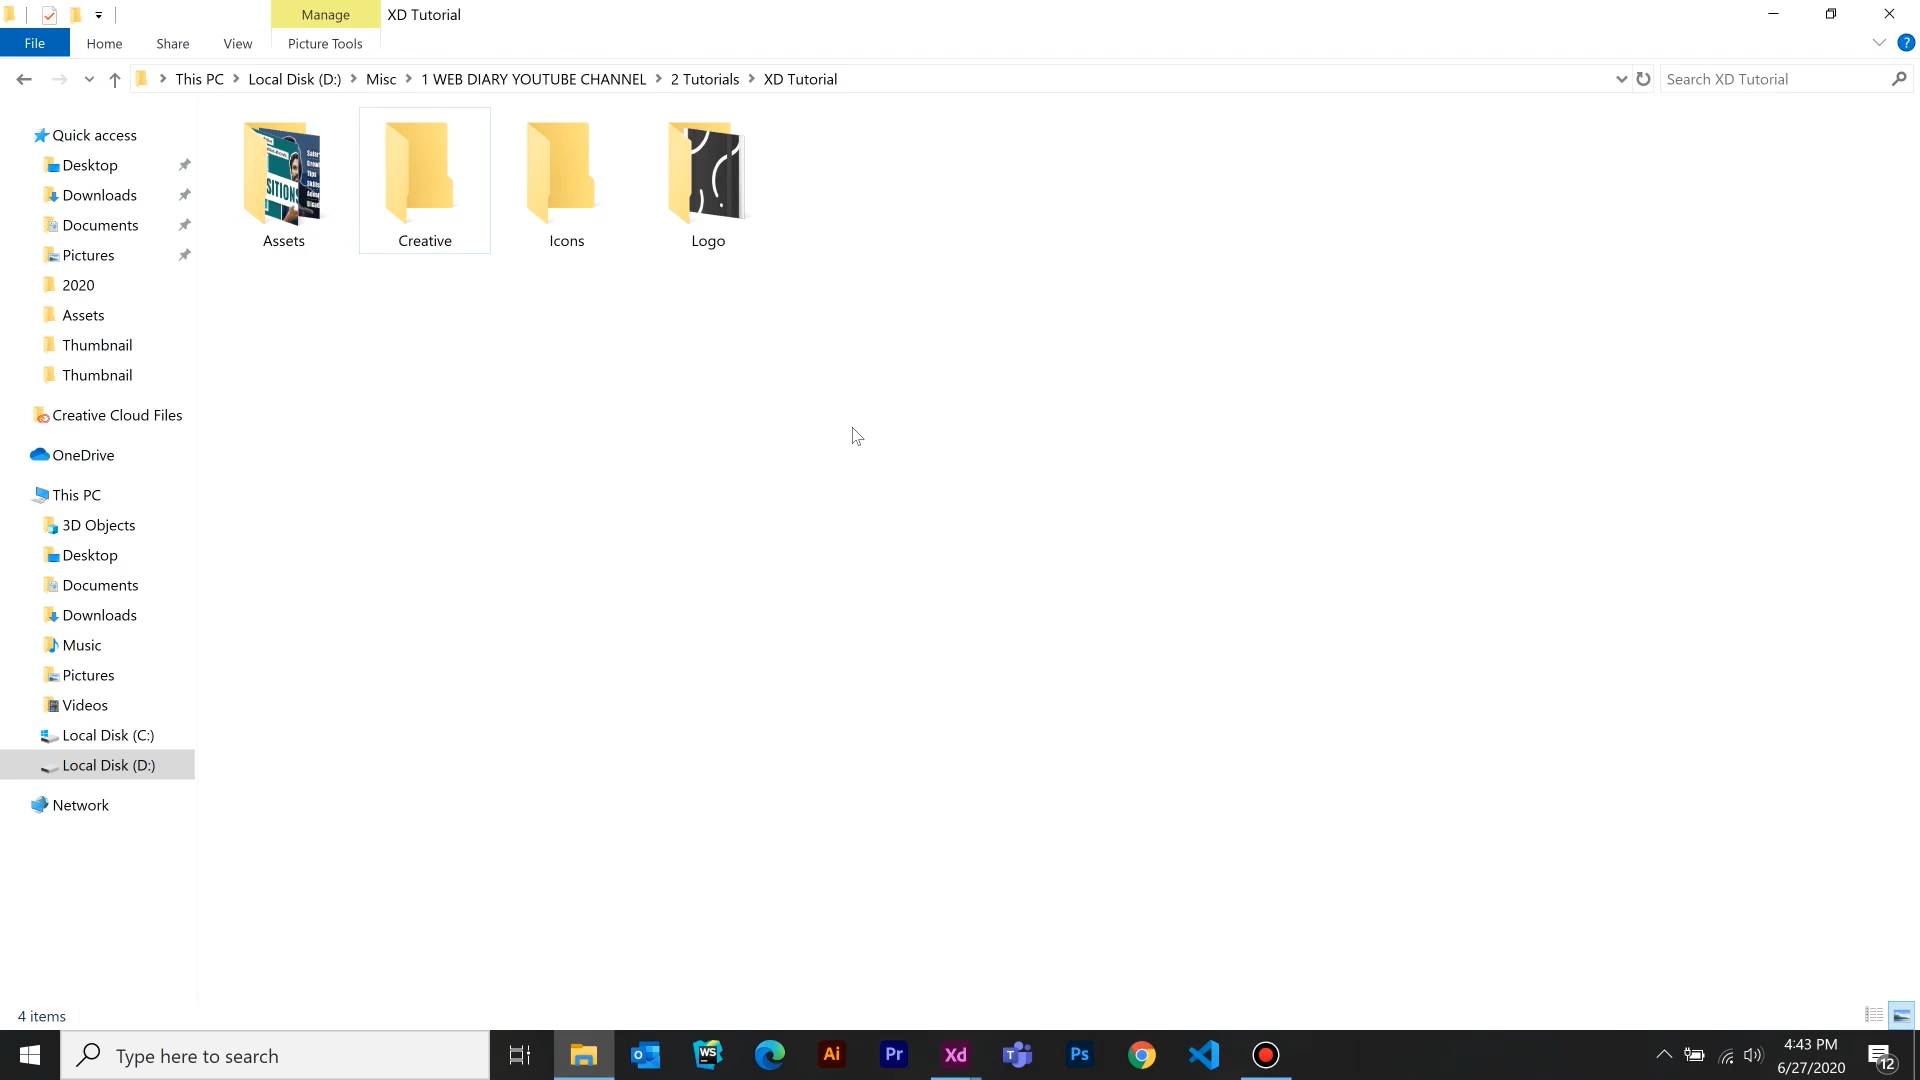 Manage
XD Tutorial
File
Home
Share
View
Picture Tools
This PC
Local Disk (D:)
Misc
1 WEB DIARY YOUTUBE CHANNEL
2 Tutorials
XD Tutorial
Search XD Tutorial
Quick access
Desktop
Downloads
Documents
Pictures
2020
Assets
Thumbnail
Thumbnail
Creative Cloud Files
OneDrive
This PC
3D Objects
Desktop
Documents
Downloads
Music
Pictures
Videos
Local Disk (C:)
Local Disk (D:)
Network
SITIONS
Assets
Creative
Icons
Logo
4 items
Type here to search
WS
Ai
Pr
Xd
Ps
4:43 PM
6/27/2020
12